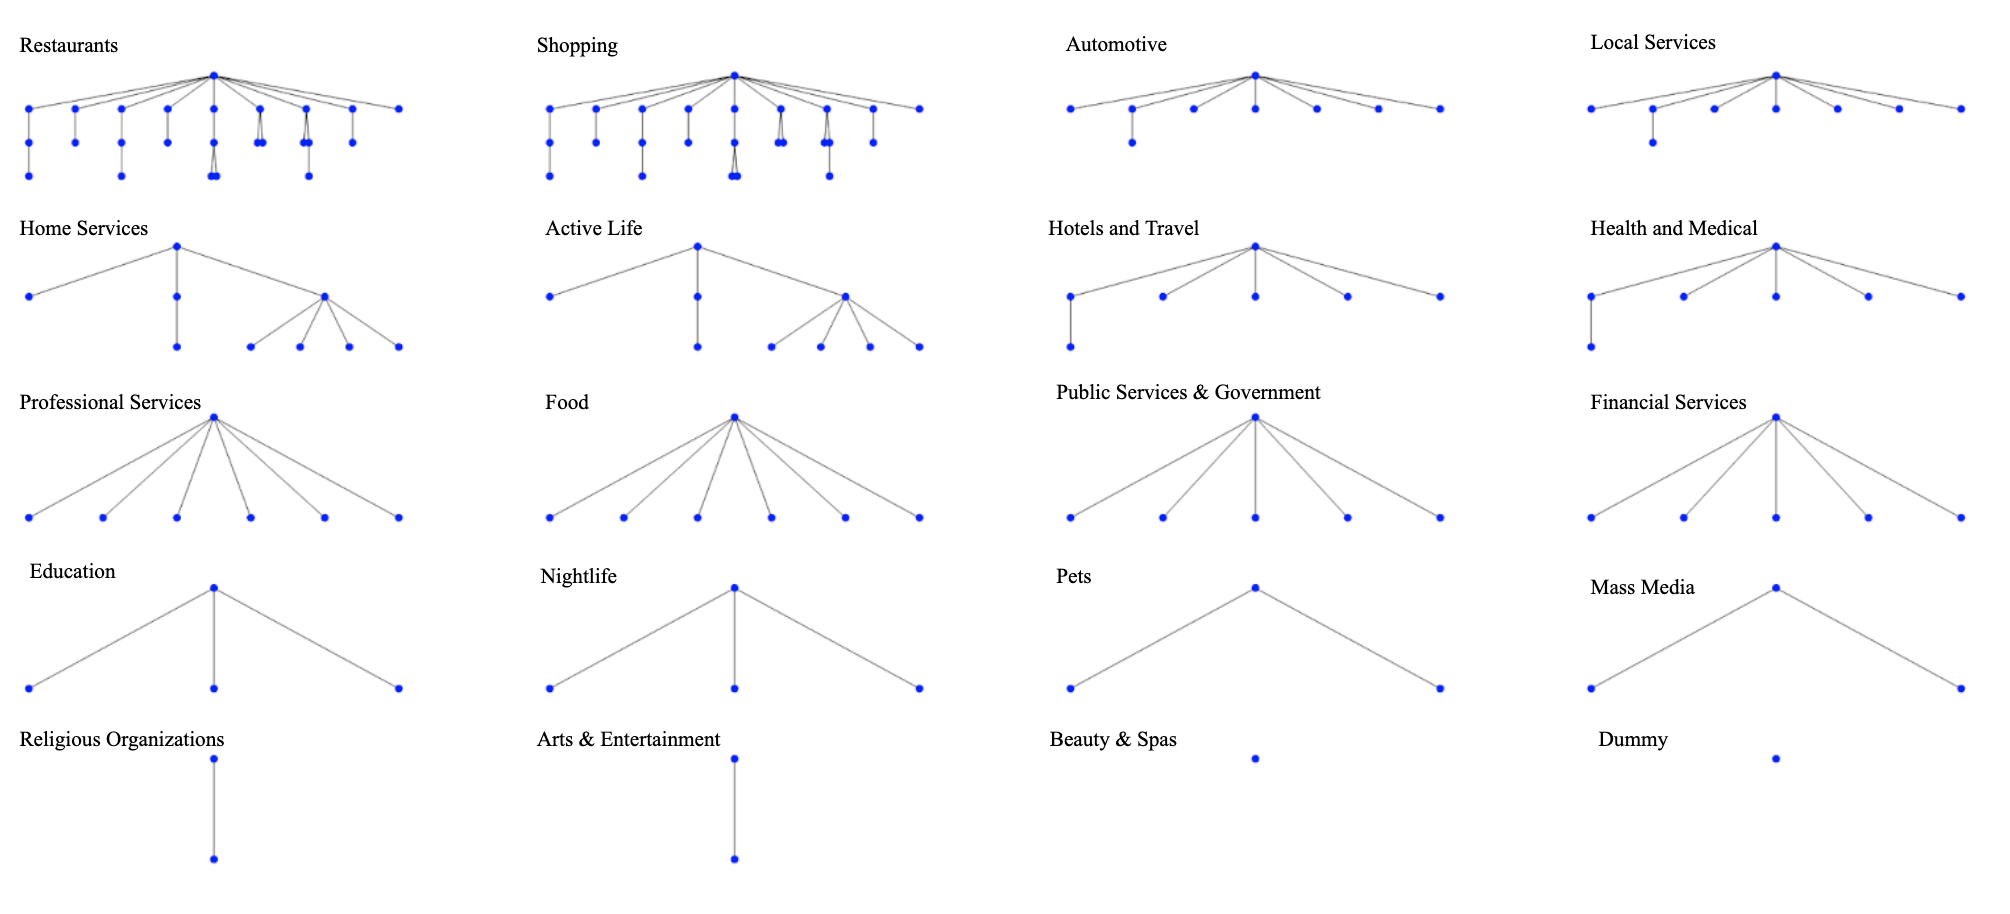 Restaurants
Shopping
Automotive
Local Services
Home Services
Active Life
Hotels and Travel
Health and Medical
Professional Services
Food
Public Services & Government
Financial Services
Education
Nightlife
Pets
Mass Media
Religious Organizations
Arts & Entertainment
Beauty & Spas
Dummy